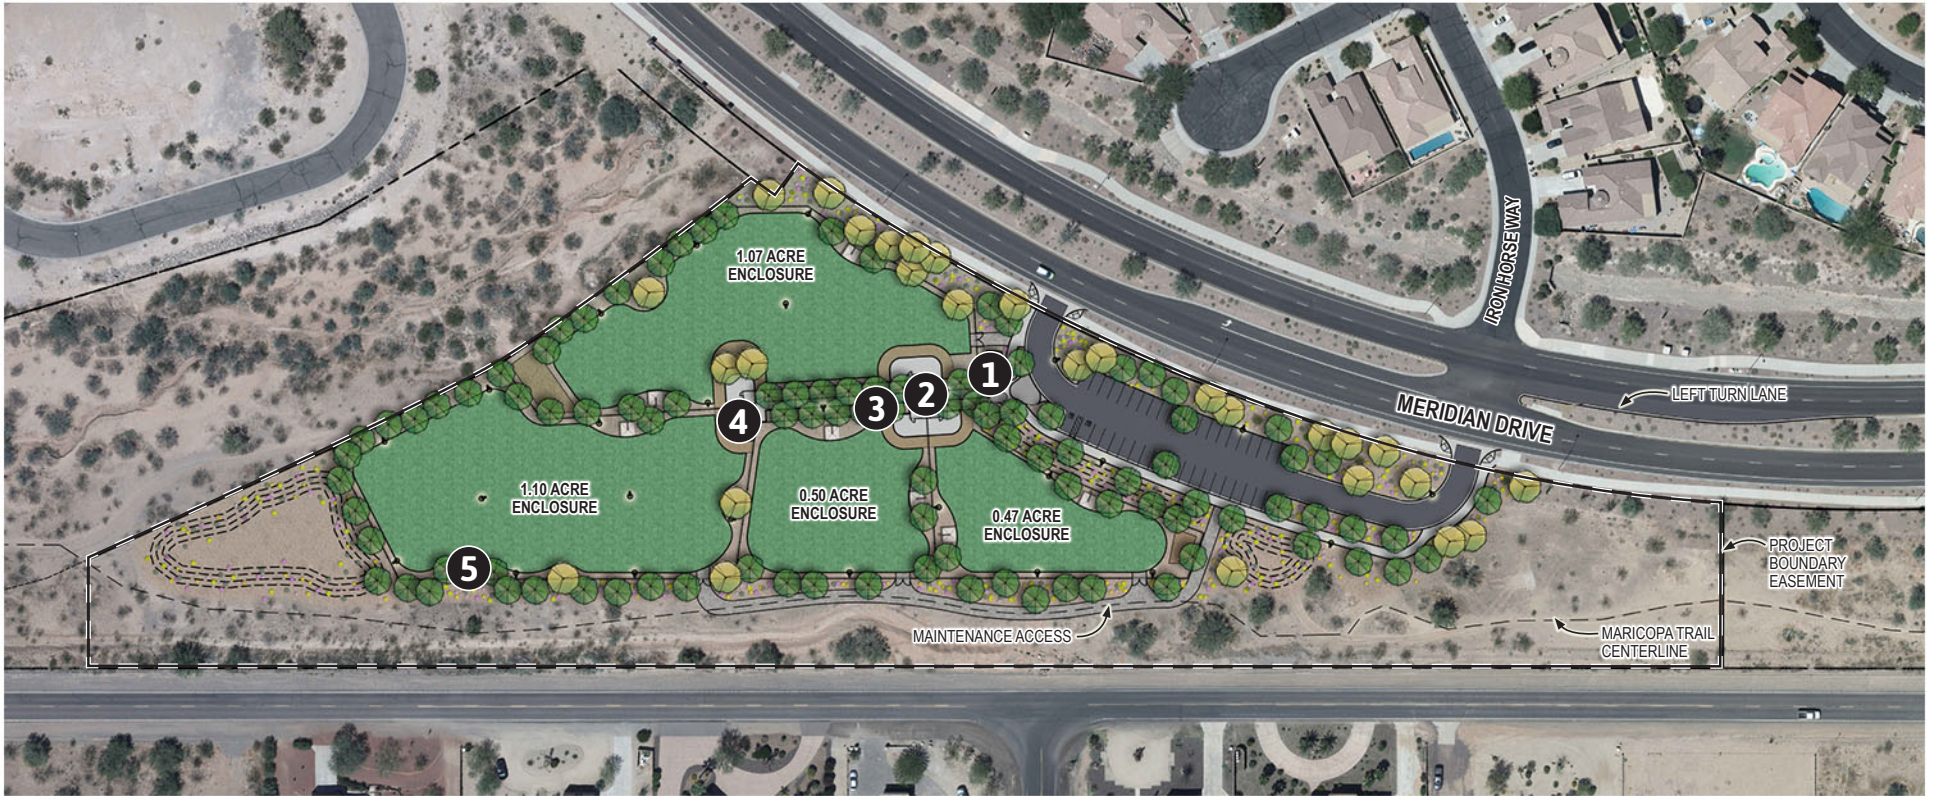 1.07 ACRE
ENCLOSURE
IRON HORSE WAY
1
2
3
4
LEFT TURN LANE
MERIDIAN DRIVE
1.10 ACRE
ENCLOSURE
0.50 ACRE
ENCLOSURE
0.47 ACRE
ENCLOSURE
5
PROJECT
BOUNDARY
EASEMENT
MAINTENANCE ACCESS
MARICOPA TRAIL
CENTERLINE